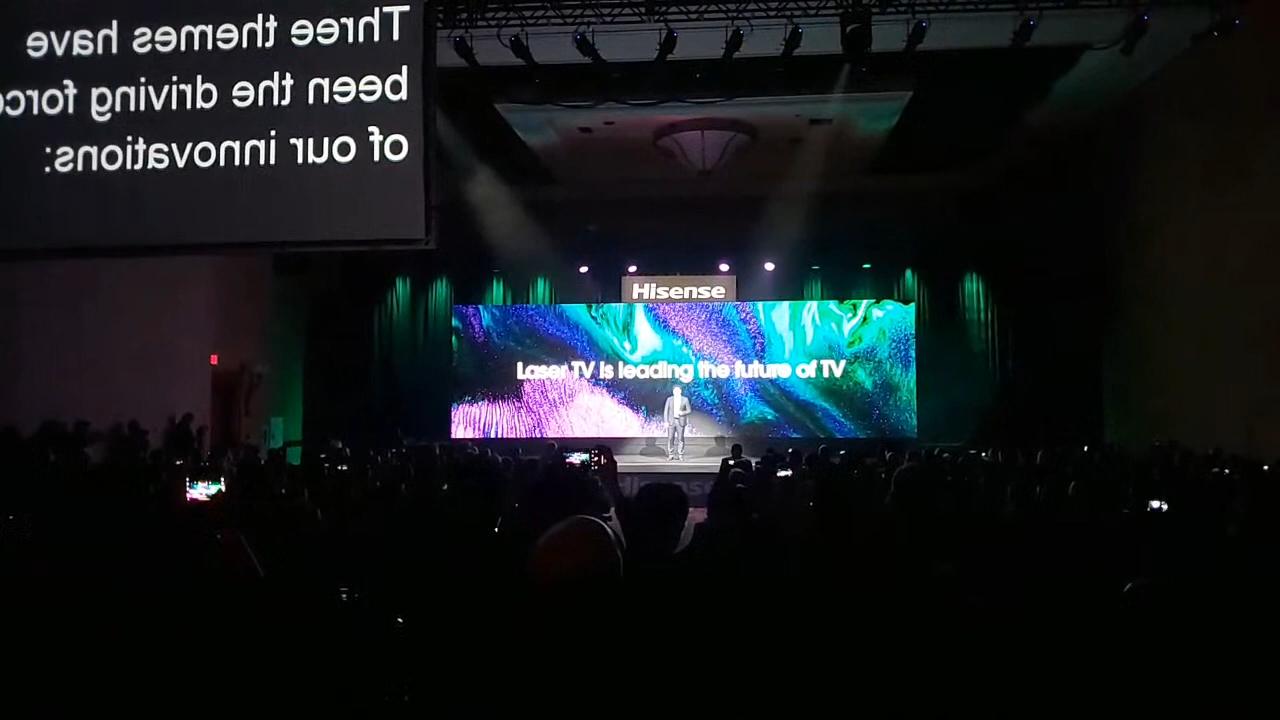 Three themes have
been the driving forc
of our innovations:
Hisense
Laser TV is leading the future of TV